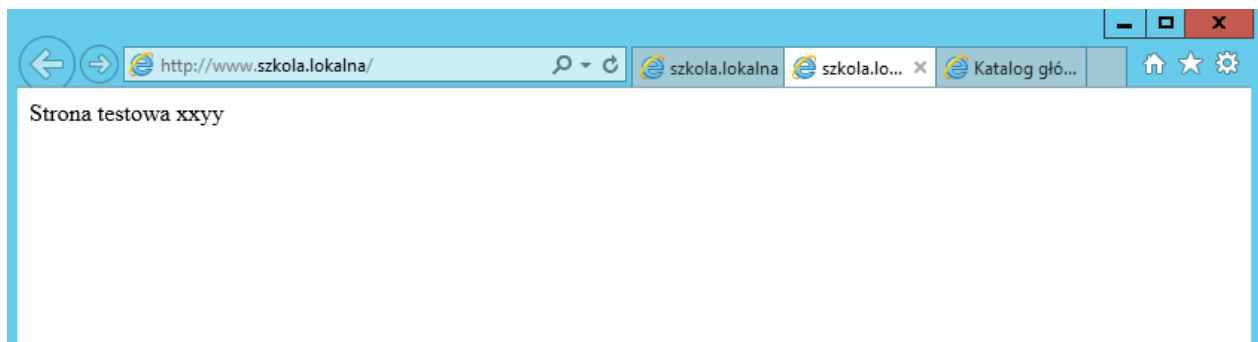 http://www.szkola.lokalna/ szkola.lokalna szkola.lo... Katalog głó...
Strona testowa xxyy